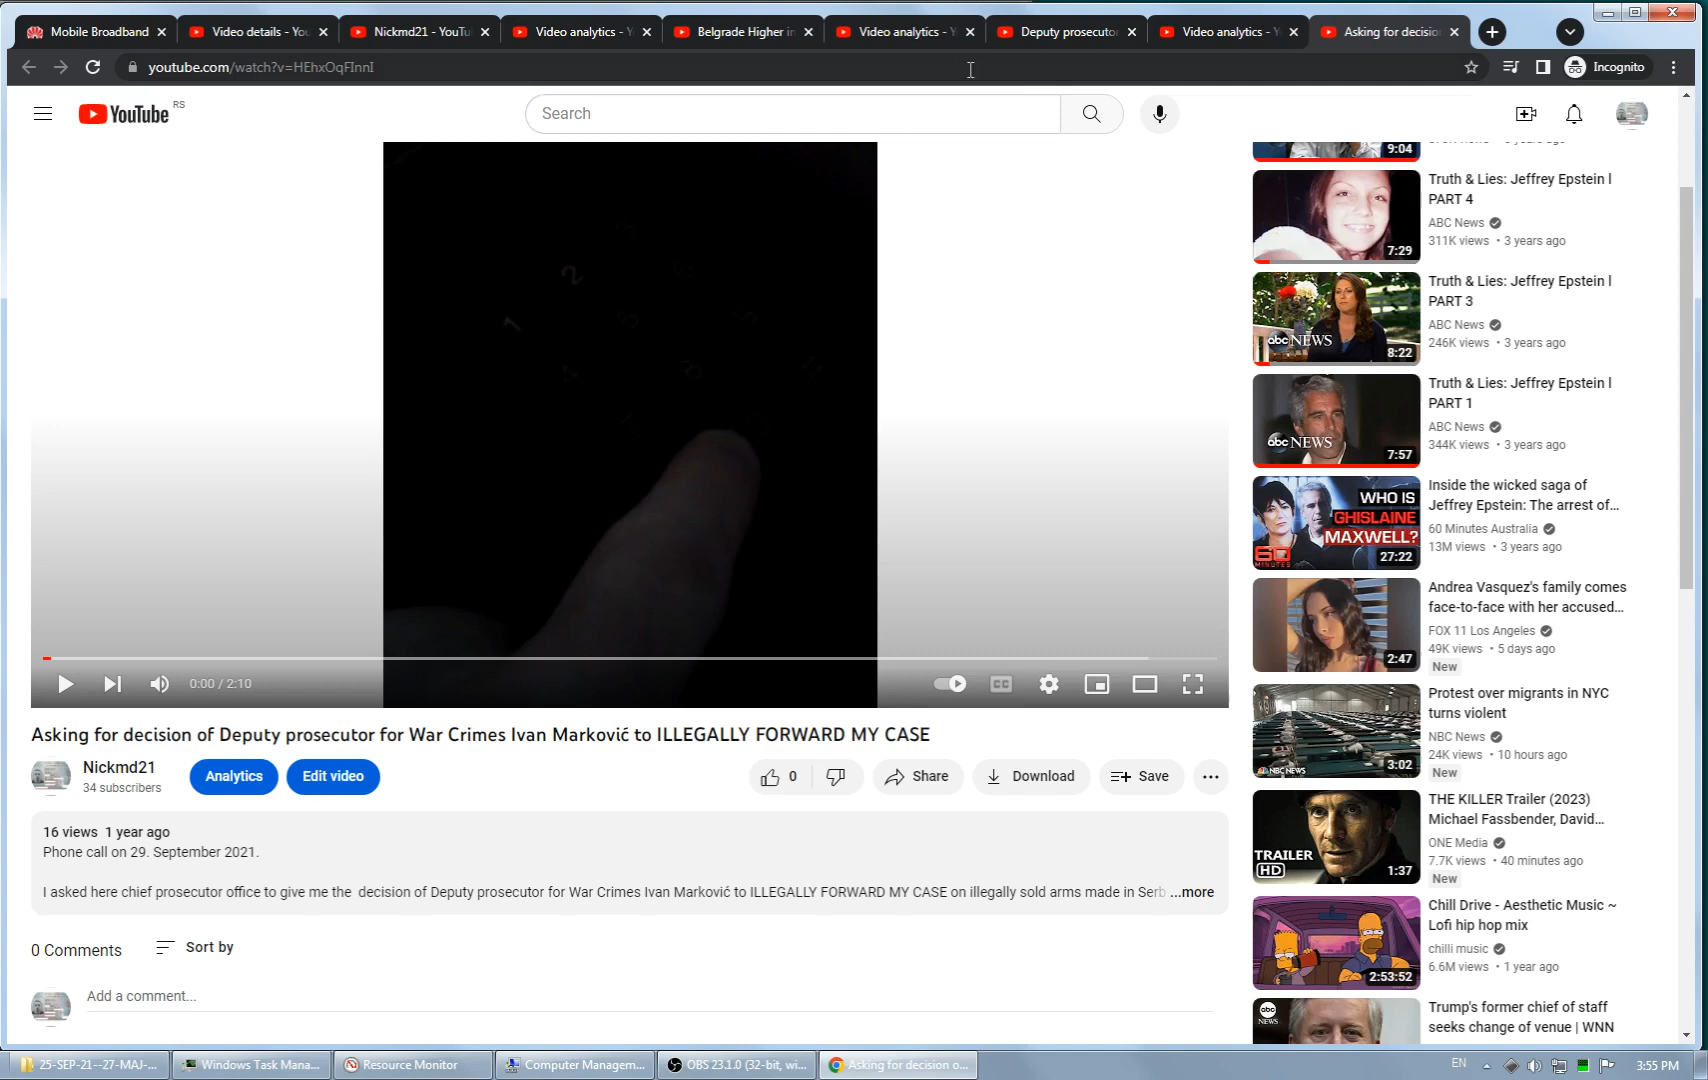 Mobile Broadband
Video details - You
Nickmd21 - YouTu
Video analytics - Y
Belgrade Higher in
Video analytics - Y
Deputy prosecuto
Video analytics - Y
Asking for decisio
youtube.com/watch?v=HEhxOqFInnI
Incognito
YouTube RS
Search
9:04
Truth & Lies: Jeffrey Epstein l
PART 4
ABC News
311K views • 3 years ago
7:29
Truth & Lies: Jeffrey Epstein l
PART 3
ABC News
246K views • 3 years ago
abc NEWS
8:22
Truth & Lies: Jeffrey Epstein l
PART 1
ABC News
344K views • 3 years ago
abc NEWS
7:57
Inside the wicked saga of
Jeffrey Epstein: The arrest of...
60 Minutes Australia
13M views • 3 years ago
WHO IS
GHISLAINE
MAXWELL?
60
MINUTES
27:22
Andrea Vasquez's family comes
face-to-face with her accused...
FOX 11 Los Angeles
49K views • 5 days ago
New
2:47
Protest over migrants in NYC
turns violent
NBC News
24K views • 10 hours ago
New
NBC NEWS
3:02
THE KILLER Trailer (2023)
Michael Fassbender, David...
ONE Media
7.7K views • 40 minutes ago
New
TRAILER
HD
1:37
Chill Drive - Aesthetic Music ~
Lofi hip hop mix
chilli music
6.6M views • 1 year ago
2:53:52
Trump's former chief of staff
seeks change of venue | WNN
abc
NEWS
2
1
0:00 / 2:10
CC
Asking for decision of Deputy prosecutor for War Crimes Ivan Marković to ILLEGALLY FORWARD MY CASE
Nickmd21
34 subscribers
Analytics
Edit video
0
Share
Download
Save
16 views 1 year ago
Phone call on 29. September 2021.
I asked here chief prosecutor office to give me the decision of Deputy prosecutor for War Crimes Ivan Marković to ILLEGALLY FORWARD MY CASE on illegally sold arms made in Serb ...more
0 Comments
Sort by
Add a comment...
25-SEP-21--27-MAJ-...
Windows Task Mana...
Resource Monitor
Computer Managem...
OBS 23.1.0 (32-bit, wi...
Asking for decision o...
EN
3:55 PM